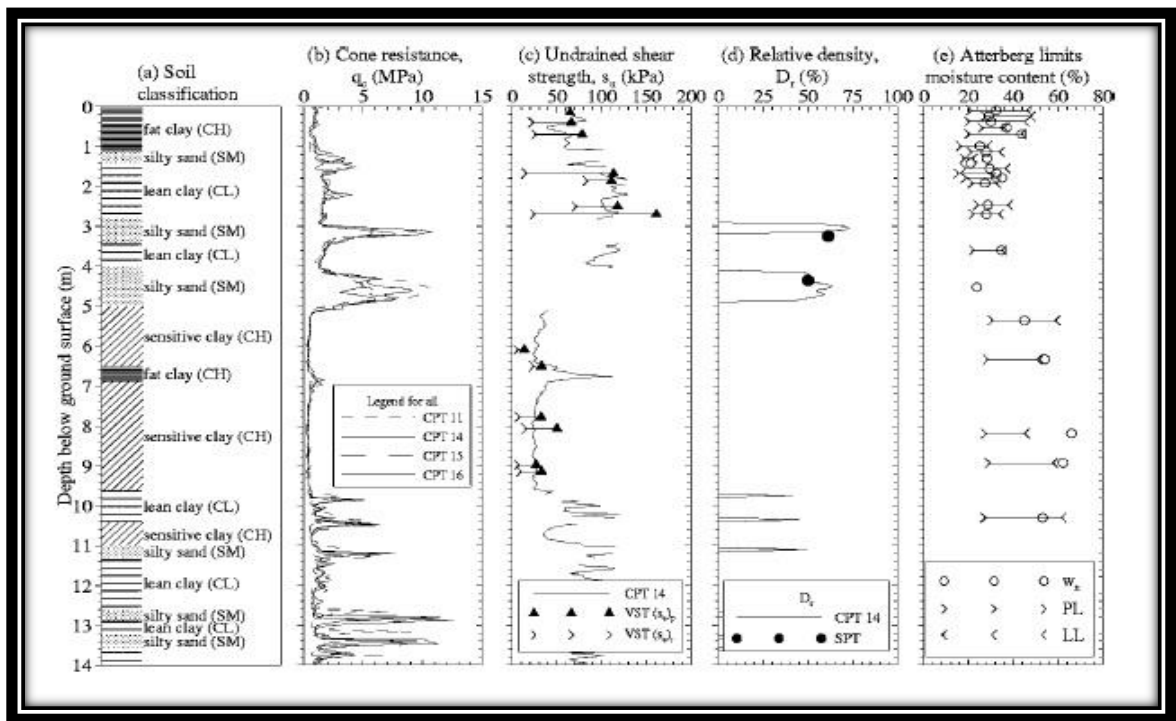 (a) Soil
classification
(b) Cone resistance,
qc (MPa)
(c) Undrained shear
strength, su (kPa)
(d) Relative density,
Dr (%)
(e) Atterberg limits
moisture content (%)
0 5 10 15
0 50 100 150 200
0 25 50 75 100
0 20 40 60 80
Depth below ground surface (m)
0
1
2
3
4
5
6
7
8
9
10
11
12
13
14
fat clay (CH)
silty sand (SM)
lean clay (CL)
silty sand (SM)
lean clay (CL)
silty sand (SM)
sensitive clay (CH)
fat clay (CH)
sensitive clay (CH)
lean clay (CL)
sensitive clay (CH)
silty sand (SM)
lean clay (CL)
silty sand (SM)
lean clay (CL)
silty sand (SM)
Legend for all
CPT 11
CPT 14
CPT 15
CPT 16
CPT 14
VST (su)p
VST (su)r
Dr
CPT 14
SPT
wn
PL
LL